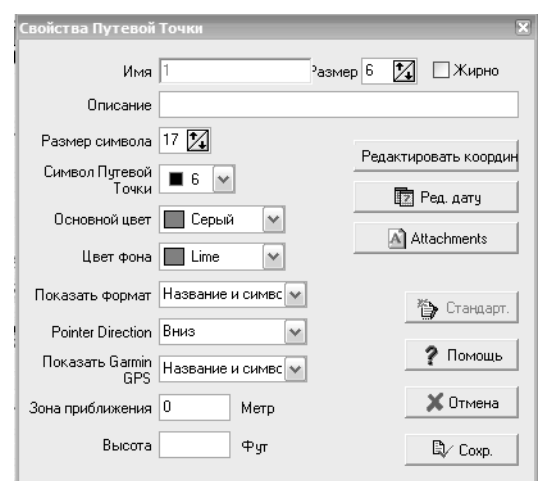 Свойства Путевой Точки
Имя 1 Размер 6 Жирно
Описание
Размер символа 17
Редактировать координ
Символ Путевой
Точки 6
Ред. дату
Основной цвет Серый
Attachments
Цвет фона Lime
Показать формат Название и симвс
Стандарт.
Pointer Direction Вниз
Помощь
Показать Garmin
GPS Название и симвс
Зона приближения 0 Метр
Отмена
Высота Фут
Сохр.